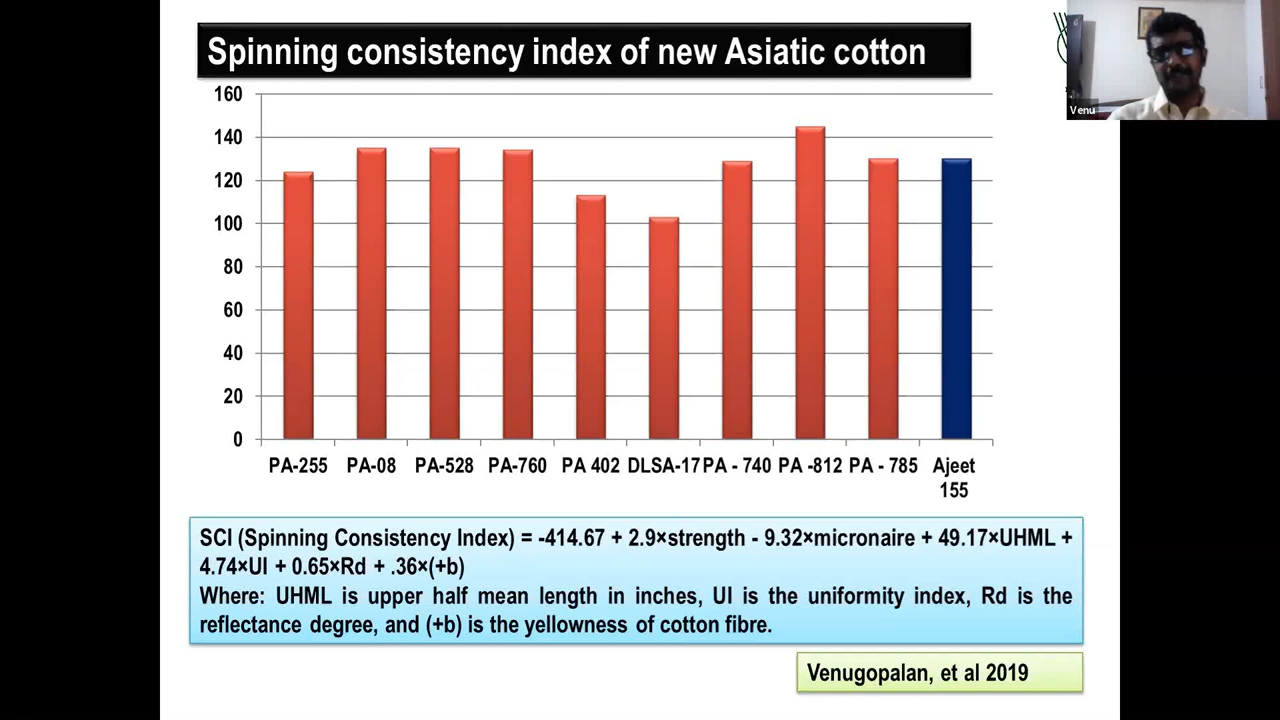 Spinning consistency index of new Asiatic cotton
Venu
160
140
120
100
80
60
40
20
0
PA-255 PA-08 PA-528 PA-760 PA 402 DLSA-17 PA - 740 PA -812 PA - 785 Ajeet
155
SCI (Spinning Consistency Index) = -414.67 + 2.9×strength - 9.32×micronaire + 49.17×UHML +
4.74×UI + 0.65×Rd + .36×(+b)
Where: UHML is upper half mean length in inches, UI is the uniformity index, Rd is the
reflectance degree, and (+b) is the yellowness of cotton fibre.
Venugopalan, et al 2019